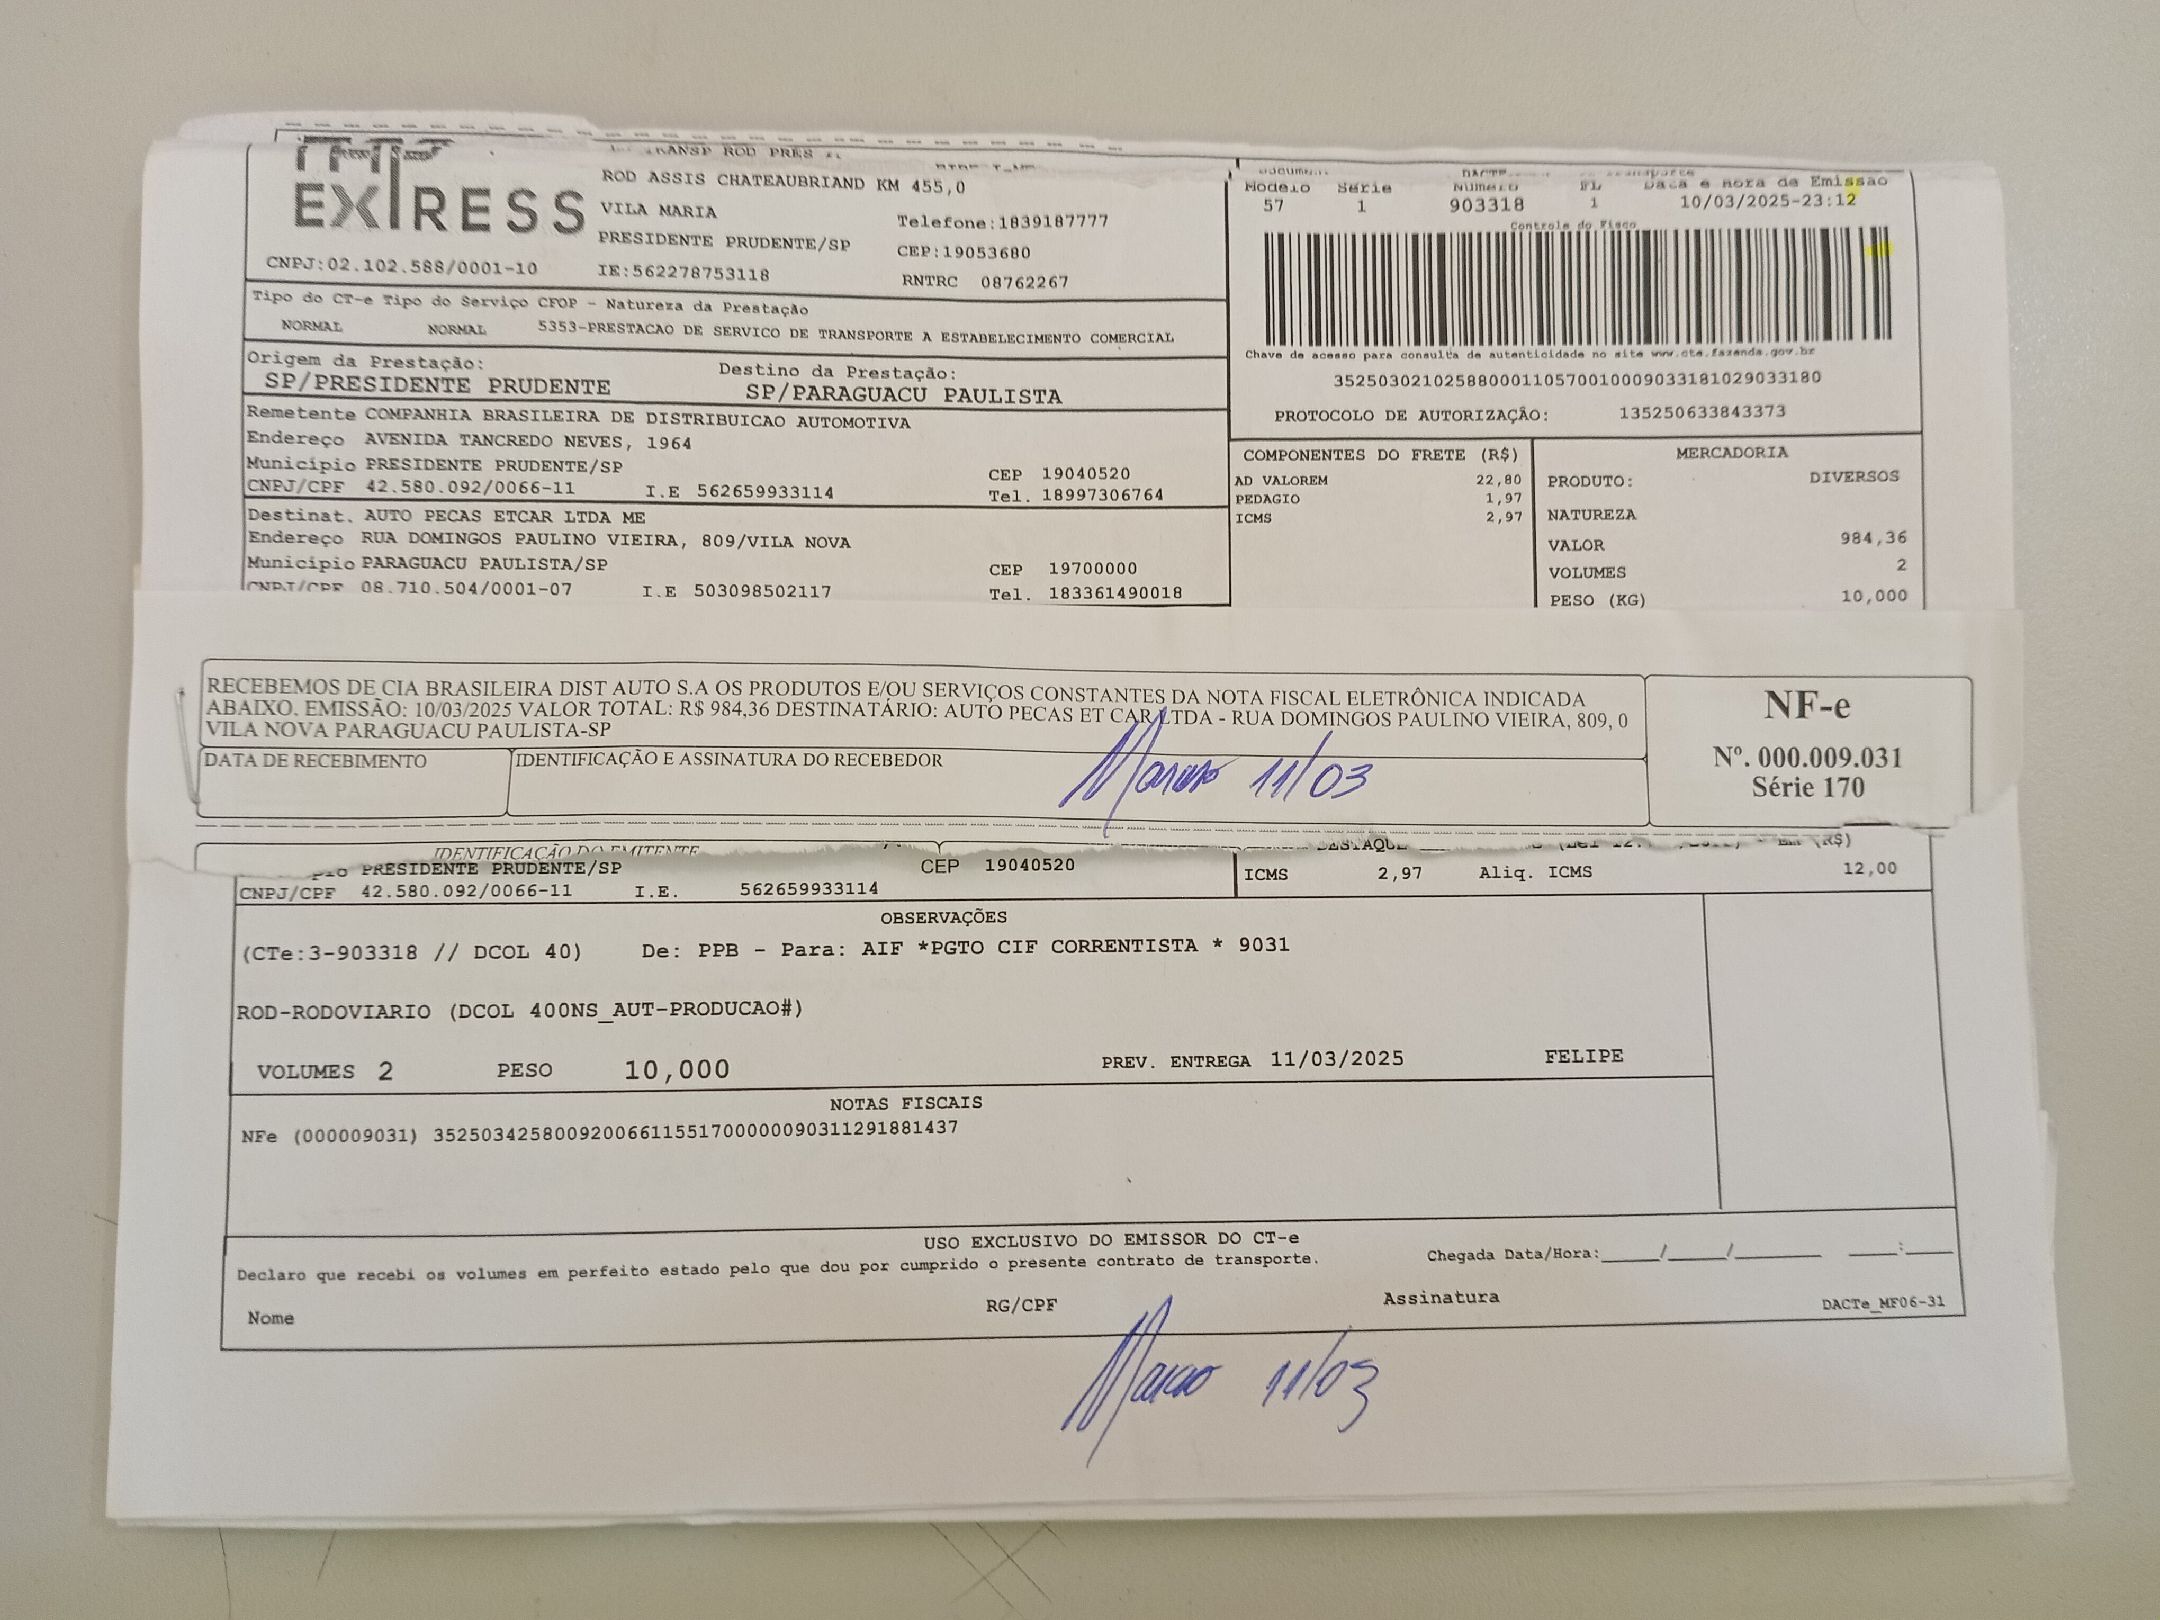 EXPRESS
TRANSP ROD PRES
ROD ASSIS CHATEAUBRIAND KM 455,0
VILA MARIA
Telefone:1839187777
PRESIDENTE PRUDENTE/SP
CEP:19053680
CNPJ:02.102.588/0001-10 IE:562278753118
RNTRC 08762267
Modelo Série Número FL Data e hora de Emissão
57 1 903318 1 10/03/2025-23:12
Controle do Fisco
Chave de acesso para consulta de autenticidade no site www.cte.fazenda.gov.br
35250302102588000110570010009033181029033180
PROTOCOLO DE AUTORIZAÇÃO: 135250633843373
Tipo do CT-e Tipo do Serviço CFOP - Natureza da Prestação
NORMAL NORMAL 5353-PRESTACAO DE SERVICO DE TRANSPORTE A ESTABELECIMENTO COMERCIAL
Origem da Prestação: Destino da Prestação:
SP/PRESIDENTE PRUDENTE SP/PARAGUACU PAULISTA
Remetente COMPANHIA BRASILEIRA DE DISTRIBUICAO AUTOMOTIVA
Endereço AVENIDA TANCREDO NEVES, 1964
Município PRESIDENTE PRUDENTE/SP CEP 19040520
CNPJ/CPF 42.580.092/0066-11 I.E 562659933114 Tel. 18997306764
Destinat. AUTO PECAS ETCAR LTDA ME
Endereço RUA DOMINGOS PAULINO VIEIRA, 809/VILA NOVA
Município PARAGUACU PAULISTA/SP CEP 19700000
CNPJ/CPF 08.710.504/0001-07 I.E 503098502117 Tel. 183361490018
COMPONENTES DO FRETE (R$)
AD VALOREM 22,80
PEDAGIO 1,97
ICMS 2,97
MERCADORIA
PRODUTO: DIVERSOS
NATUREZA
VALOR 984,36
VOLUMES 2
PESO (KG) 10,000
RECEBEMOS DE CIA BRASILEIRA DIST AUTO S.A OS PRODUTOS E/OU SERVIÇOS CONSTANTES DA NOTA FISCAL ELETRÔNICA INDICADA
ABAIXO. EMISSÃO: 10/03/2025 VALOR TOTAL: R$ 984,36 DESTINATÁRIO: AUTO PECAS ET CAR LTDA - RUA DOMINGOS PAULINO VIEIRA, 809, 0
VILA NOVA PARAGUACU PAULISTA-SP
DATA DE RECEBIMENTO IDENTIFICAÇÃO E ASSINATURA DO RECEBEDOR
11/03
NF-e
Nº. 000.009.031
Série 170
IDENTIFICAÇÃO DO EMITENTE
PRESIDENTE PRUDENTE/SP CEP 19040520
CNPJ/CPF 42.580.092/0066-11 I.E. 562659933114
DESTAQUE (R$)
ICMS 2,97 Aliq. ICMS 12,00
OBSERVAÇÕES
(CTe:3-903318 // DCOL 40) De: PPB - Para: AIF *PGTO CIF CORRENTISTA * 9031
ROD-RODOVIARIO (DCOL 400NS_AUT-PRODUCAO#)
VOLUMES 2 PESO 10,000 PREV. ENTREGA 11/03/2025 FELIPE
NOTAS FISCAIS
NFe (000009031) 35250342580092006611551700000090311291881437
USO EXCLUSIVO DO EMISSOR DO CT-e
Declaro que recebi os volumes em perfeito estado pelo que dou por cumprido o presente contrato de transporte. Chegada Data/Hora:____/____/______ ___:____
Nome RG/CPF Assinatura DACTe_MF06-31
11/03